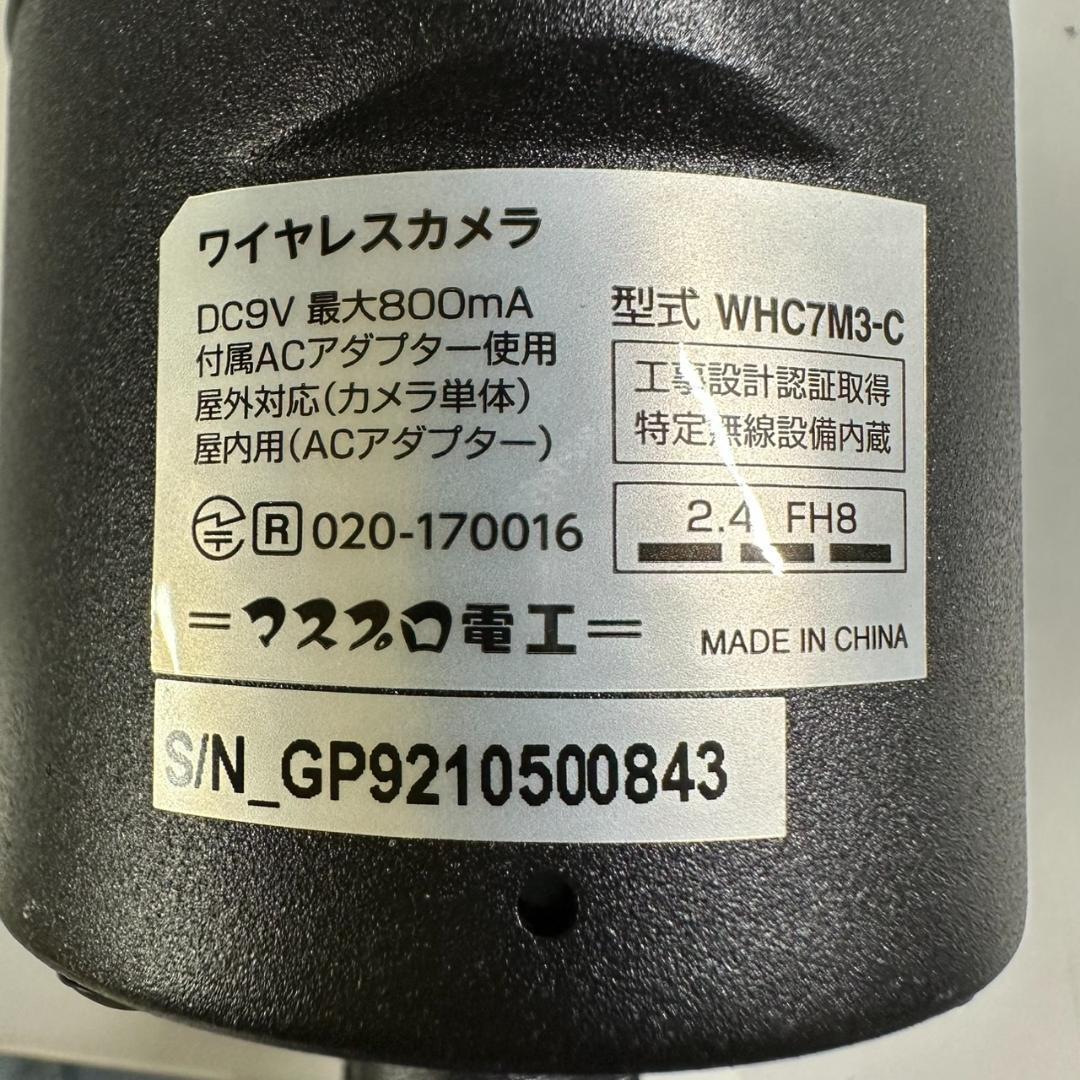 ワイヤレスカメラ
DC9V 最大800mA
付属ACアダプター使用
屋外対応(カメラ単体)
屋内用(ACアダプター)
R 020-170016
型式 WHC7M3-C
工事設計認証取得
特定無線設備内蔵
2.4 FH8
=マスプロ電工=
MADE IN CHINA
S/N_GP9210500843